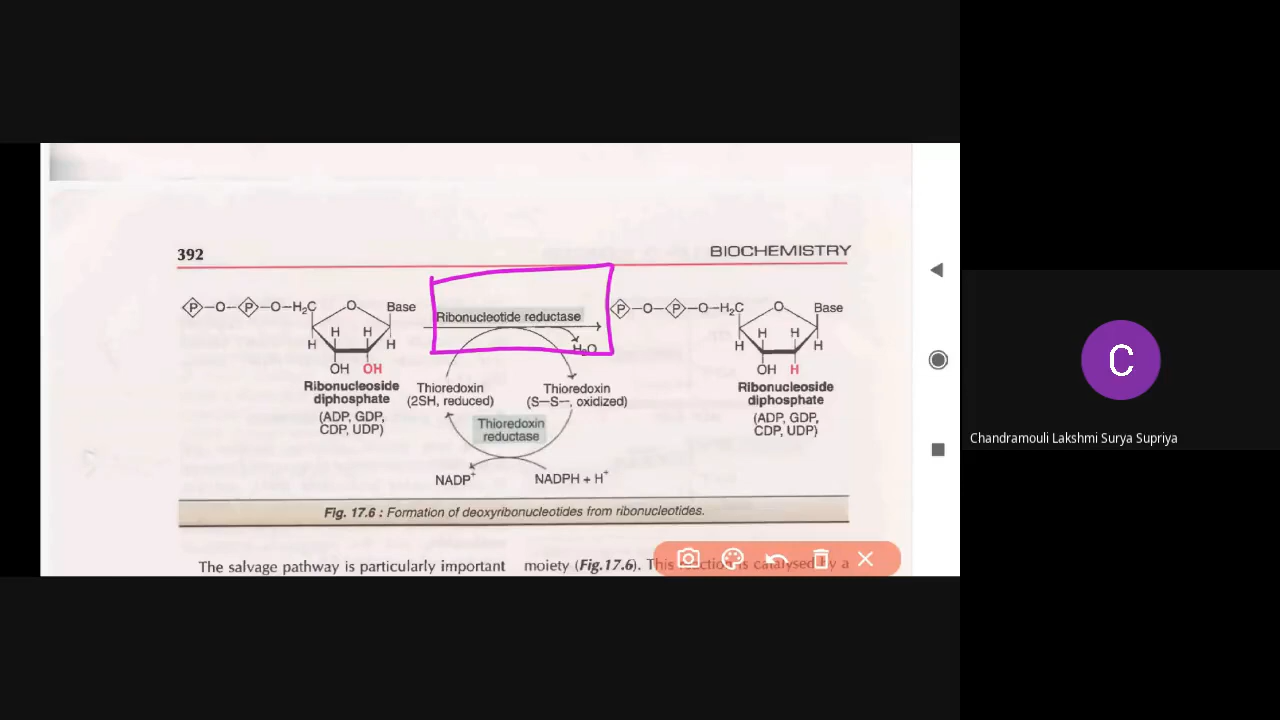 392
BIOCHEMISTRY
P—O—P—O—H₂C
O
Base
Ribonucleotide reductase
P—O—P—O—H₂C
O
Base
H
H
H
H
H₂O
H
H
H
H
OH
OH
OH
H
Ribonucleoside
diphosphate
(ADP, GDP,
CDP, UDP)
Thioredoxin
(2SH, reduced)
Thioredoxin
(S—S—, oxidized)
Ribonucleoside
diphosphate
(ADP, GDP,
CDP, UDP)
Thioredoxin
reductase
NADP⁺
NADPH + H⁺
Fig. 17.6 : Formation of deoxyribonucleotides from ribonucleotides.
The salvage pathway is particularly important
moiety (Fig.17.6). This reaction is catalysed by a
C
Chandramouli Lakshmi Surya Supriya